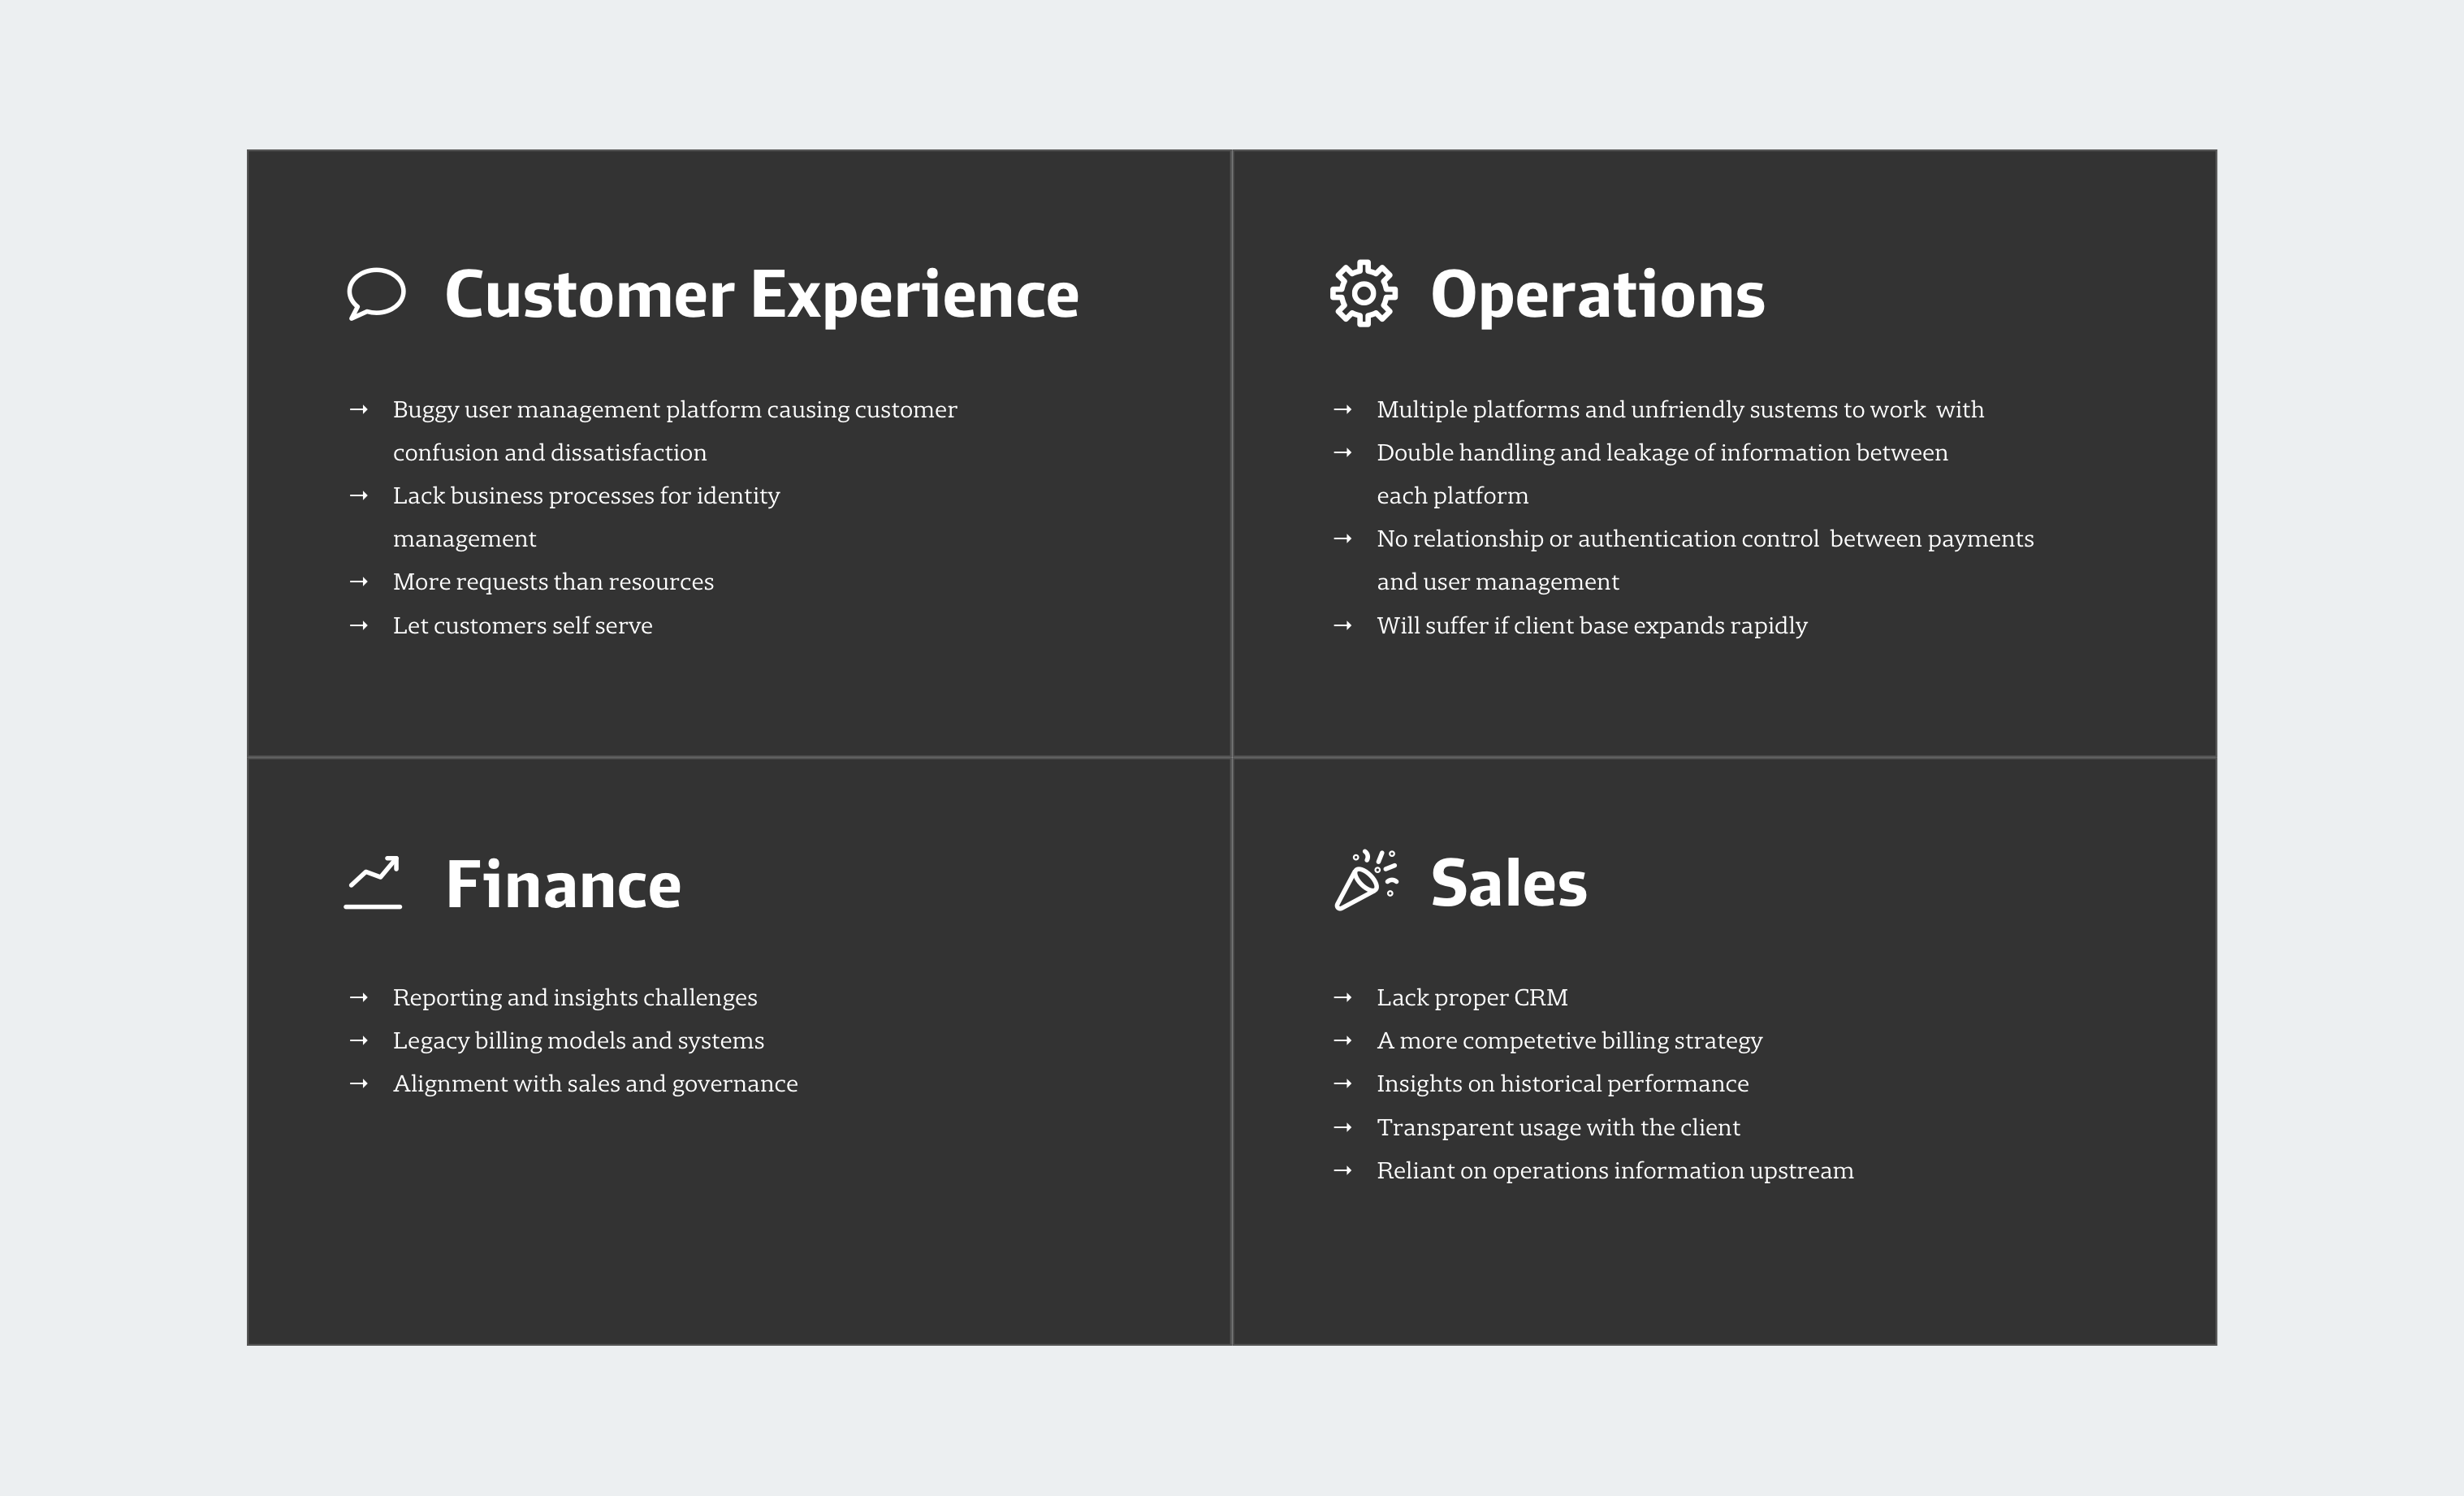 Customer Experience
→ Buggy user management platform causing customer
confusion and dissatisfaction
→ Lack business processes for identity
management
→ More requests than resources
→ Let customers self serve
Operations
→ Multiple platforms and unfriendly sustems to work  with
→ Double handling and leakage of information between
each platform
→ No relationship or authentication control  between payments
and user management
→ Will suffer if client base expands rapidly
Finance
→ Reporting and insights challenges
→ Legacy billing models and systems
→ Alignment with sales and governance
Sales
→ Lack proper CRM
→ A more competetive billing strategy
→ Insights on historical performance
→ Transparent usage with the client
→ Reliant on operations information upstream